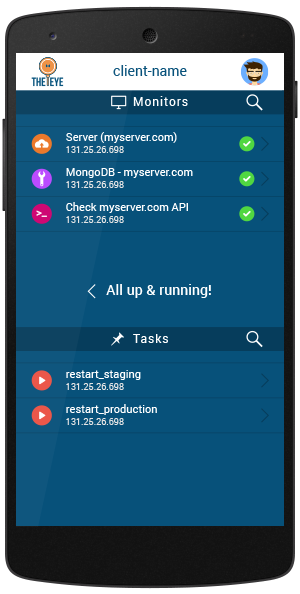 THE EYE
client-name
Monitors
Server (myserver.com)
131.25.26.698
MongoDB - myserver.com
131.25.26.698
Check myserver.com API
131.25.26.698
All up & running!
Tasks
restart_staging
131.25.26.698
restart_production
131.25.26.698